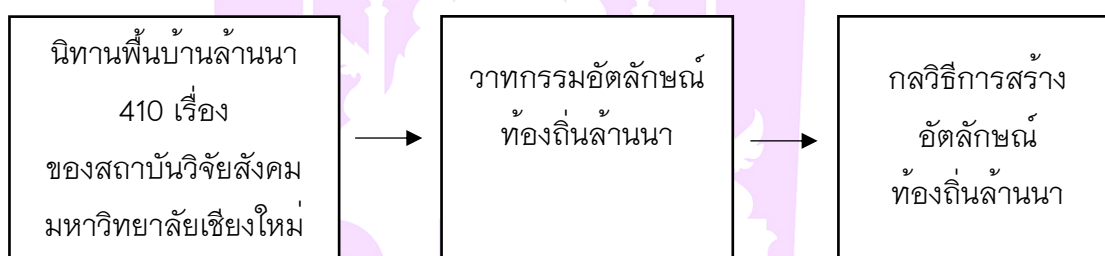 นิทานพื้นบ้านล้านนา
410 เรื่อง
ของสถาบันวิจัยสังคม
มหาวิทยาลัยเชียงใหม่
วาทกรรมอัตลักษณ์
ท้องถิ่นล้านนา
กลวิธีการสร้าง
อัตลักษณ์
ท้องถิ่นล้านนา